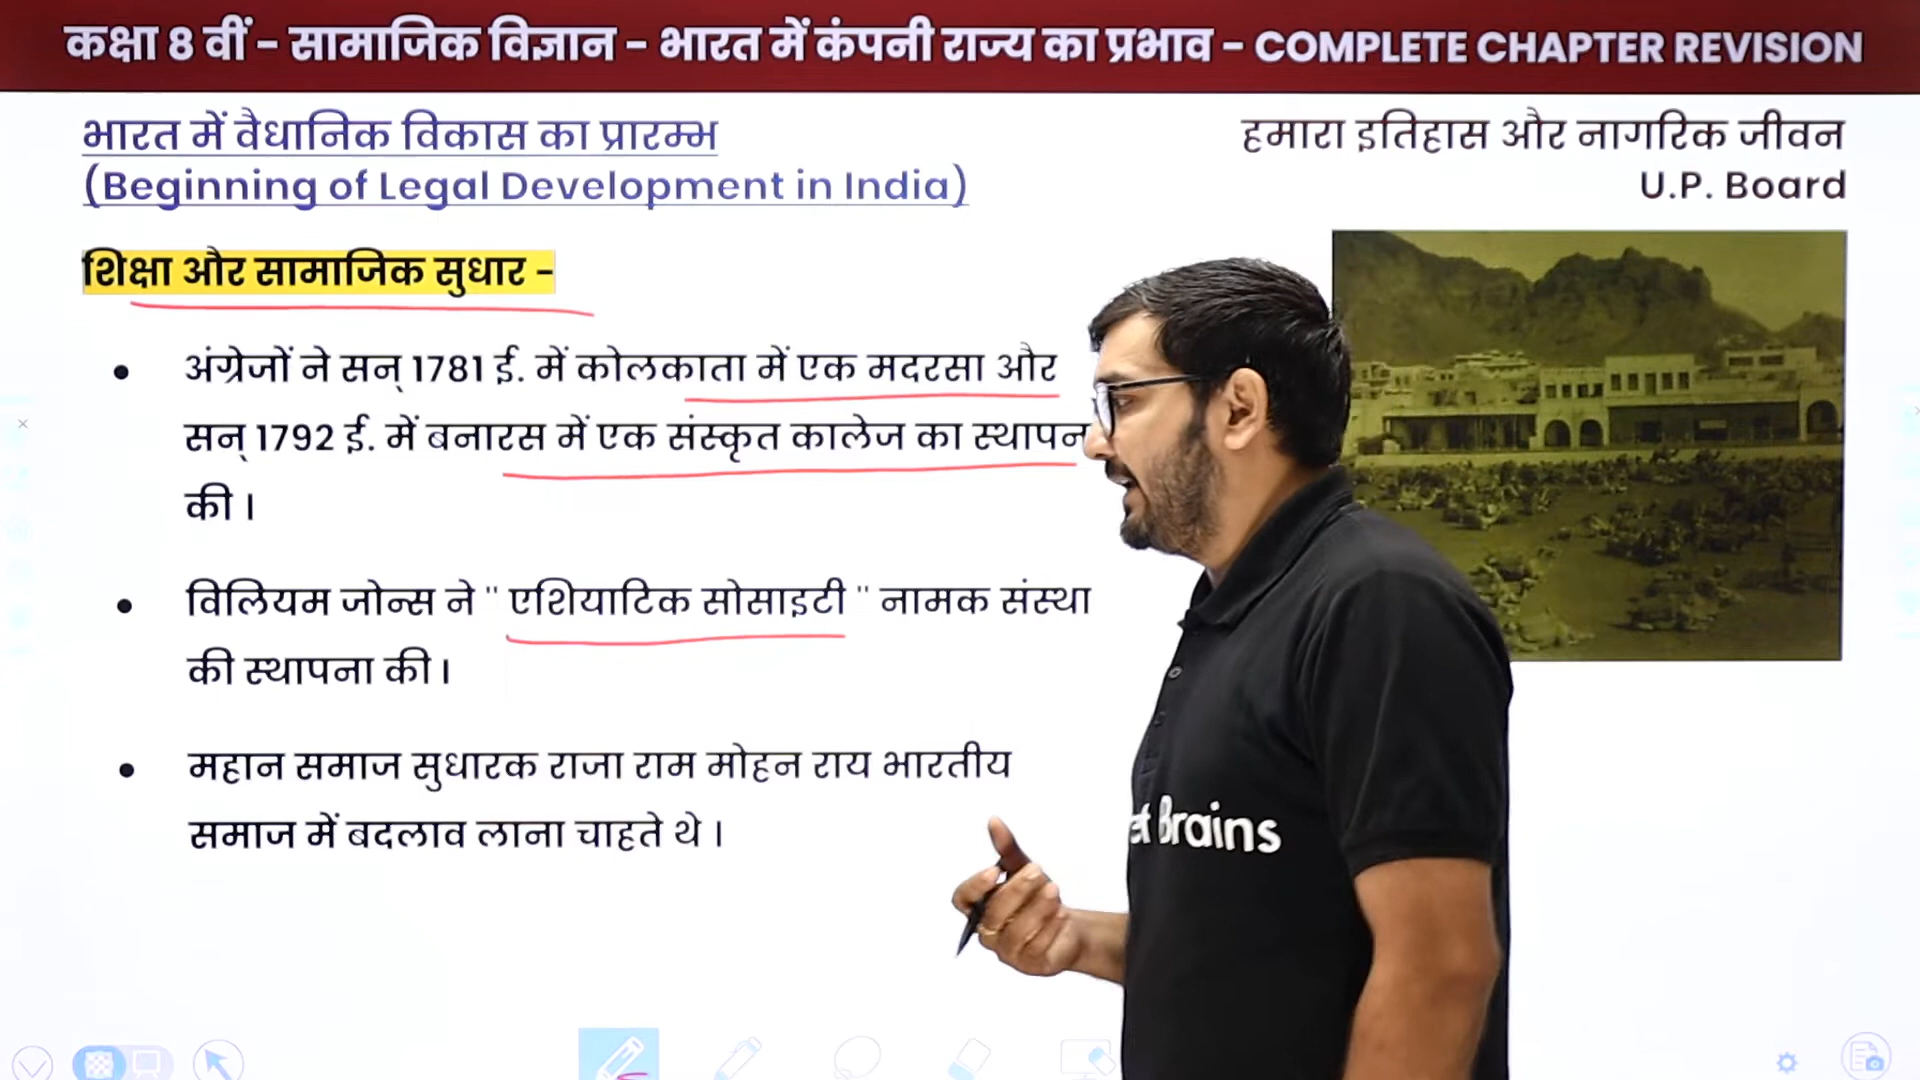 कक्षा 8 वीं - सामाजिक विज्ञान - भारत में कंपनी राज्य का प्रभाव - COMPLETE CHAPTER REVISION
भारत में वैधानिक विकास का प्रारम्भ
(Beginning of Legal Development in India)
हमारा इतिहास और नागरिक जीवन
U.P. Board
शिक्षा और सामाजिक सुधार -
• अंग्रेजों ने सन् 1781 ई. में कोलकाता में एक मदरसा और
सन् 1792 ई. में बनारस में एक संस्कृत कालेज का स्थापन
की ।
• विलियम जोन्स ने " एशियाटिक सोसाइटी " नामक संस्था
की स्थापना की ।
• महान समाज सुधारक राजा राम मोहन राय भारतीय
समाज में बदलाव लाना चाहते थे ।
Brains